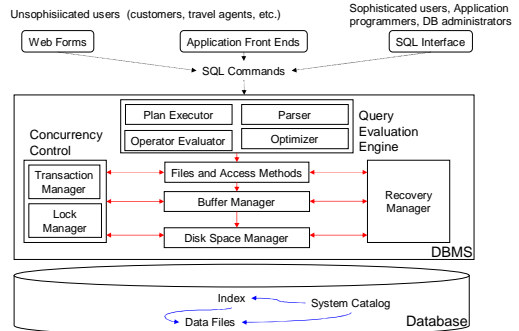 Unsophisiicated users (customers, travel agents, etc.)
Sophisticated users, Application
programmers, DB administrators
Web Forms
Application Front Ends
SQL Interface
SQL Commands
Plan Executor
Parser
Operator Evaluator
Optimizer
Query
Evaluation
Engine
Concurrency
Control
Transaction
Manager
Lock
Manager
Files and Access Methods
Buffer Manager
Disk Space Manager
Recovery
Manager
DBMS
Index
System Catalog
Data Files
Database